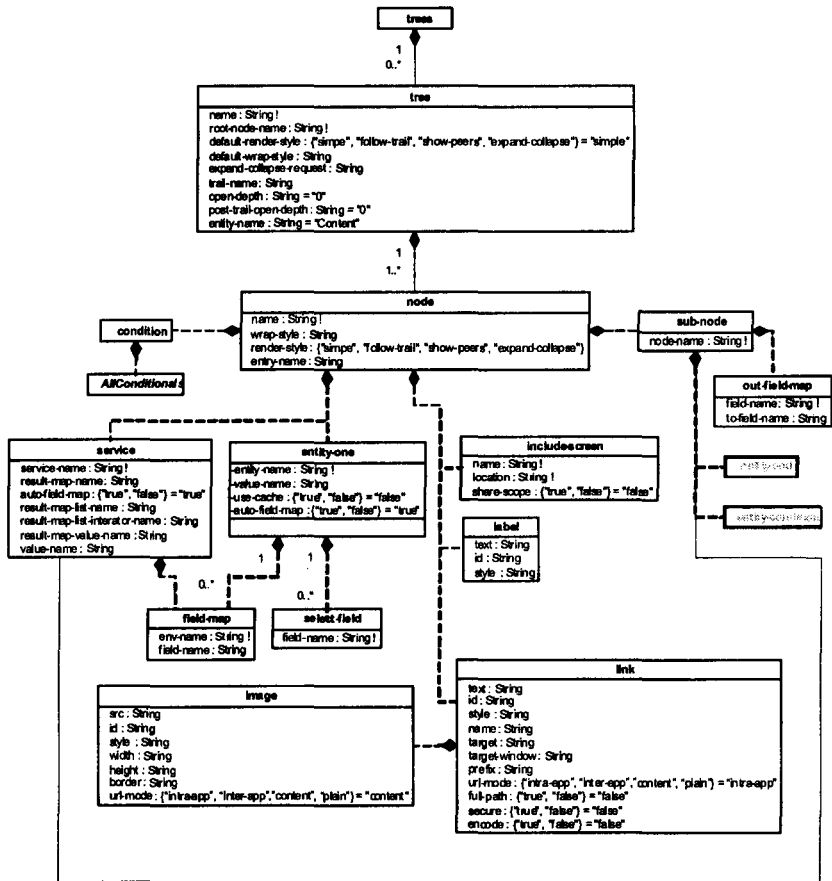 trees
1
0..*
tree
name : String !
root-node-name : String !
default-render-style : {"simpe", "follow-trail", "show-peers", "expand-collapse"} = "simple"
default-wrap-style : String
expand-collapse-request : String
trail-name : String
open-depth : String = "0"
post-trail-open-depth : String = "0"
entity-name : String = "Content"
1
1..*
node
name : String !
wrap-style : String
render-style : {"simpe", "follow-trail", "show-peers", "expand-collapse"}
entry-name : String
condition
AllConditionals
sub-node
node-name : String !
out-field-map
field-name : String !
to-field-name : String
service
service-name : String !
result-map-name : String
auto-field-map : {"true", "false"} = "true"
result-map-list-name : String
result-map-list-interator-name : String
result-map-value-name : String
value-name : String
entity-one
entity-name : String !
value-name : String
use-cache : {"true", "false"} = "false"
auto-field-map : {"true", "false"} = "true"
include-screen
name : String !
location : String !
share-scope : {"true", "false"} = "false"
label
text : String
id : String
style : String
1
0..*
1
0..*
field-map
env-name : String !
field-name : String
select-field
field-name : String !
image
src : String
id : String
style : String
width : String
height : String
border : String
url-mode : {"intra-app", "inter-app", "content", "plain"} = "content"
link
text : String
id : String
style : String
name : String
target : String
target-window : String
prefix : String
url-mode : {"intra-app", "inter-app", "content", "plain"} = "intra-app"
full-path : {"true", "false"} = "false"
secure : {"true", "false"} = "false"
encode : {"true", "false"} = "false"